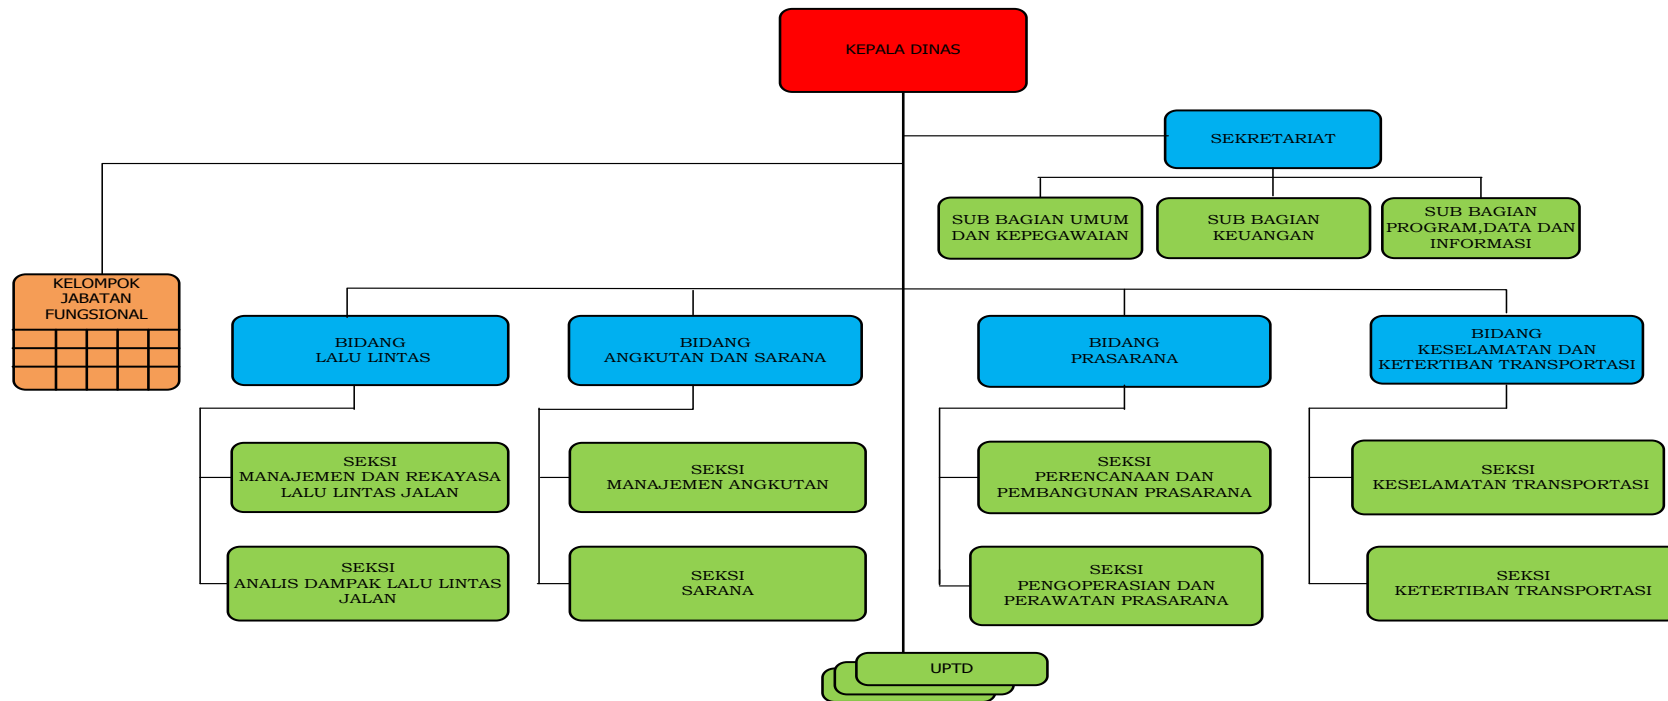 KEPALA DINAS
SEKRETARIAT
SUB BAGIAN UMUM
DAN KEPEGAWAIAN
SUB BAGIAN
KEUANGAN
SUB BAGIAN
PROGRAM,DATA DAN
INFORMASI
KELOMPOK
JABATAN
FUNGSIONAL
BIDANG
LALU LINTAS
BIDANG
ANGKUTAN DAN SARANA
BIDANG
PRASARANA
BIDANG
KESELAMATAN DAN
KETERTIBAN TRANSPORTASI
SEKSI
MANAJEMEN DAN REKAYASA
LALU LINTAS JALAN
SEKSI
MANAJEMEN ANGKUTAN
SEKSI
PERENCANAAN DAN
PEMBANGUNAN PRASARANA
SEKSI
KESELAMATAN TRANSPORTASI
SEKSI
ANALIS DAMPAK LALU LINTAS
JALAN
SEKSI
SARANA
SEKSI
PENGOPERASIAN DAN
PERAWATAN PRASARANA
SEKSI
KETERTIBAN TRANSPORTASI
UPTD